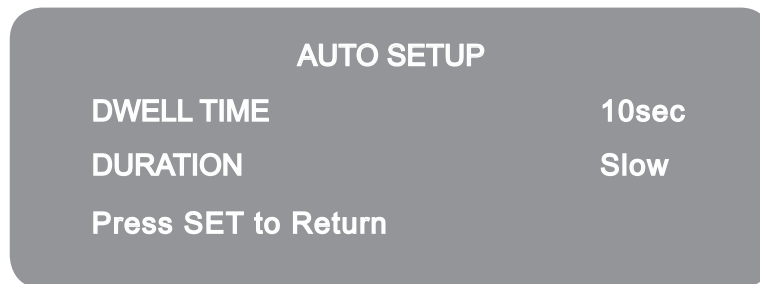 AUTO SETUP
DWELL TIME 10sec
DURATION Slow
Press SET to Return